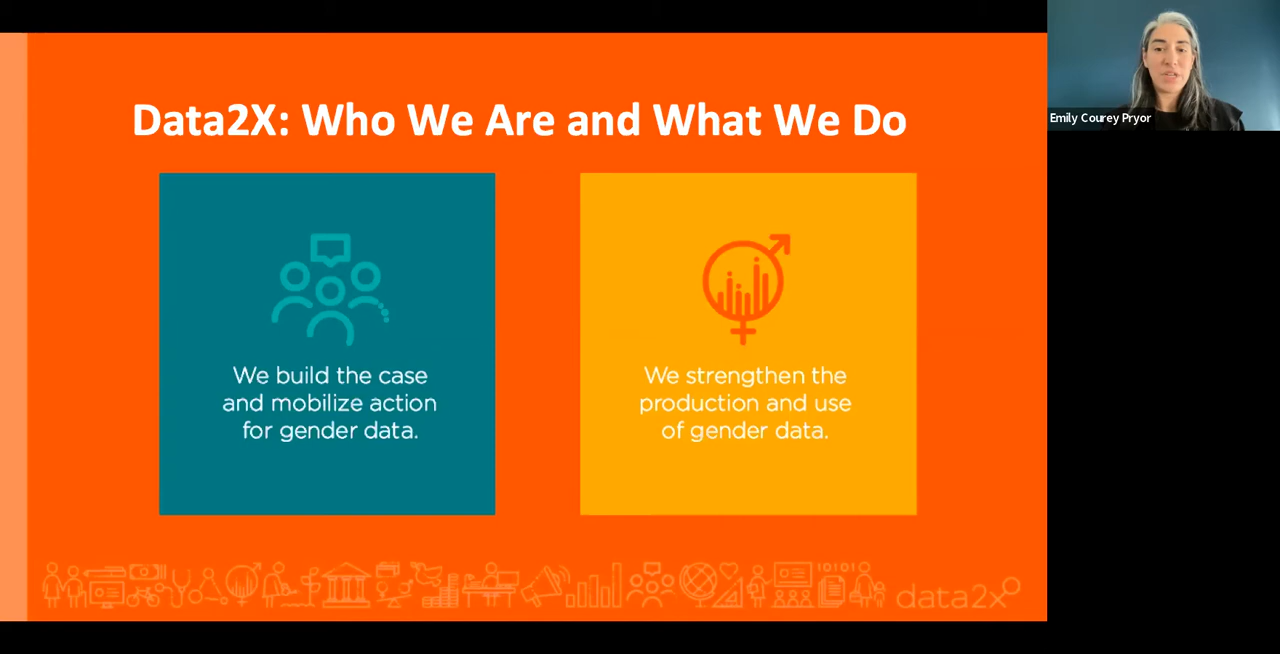 Data2X: Who We Are and What We Do
Emily Courey Pryor
We build the case
and mobilize action
for gender data.
We strengthen the
production and use
of gender data.
010101
data2x